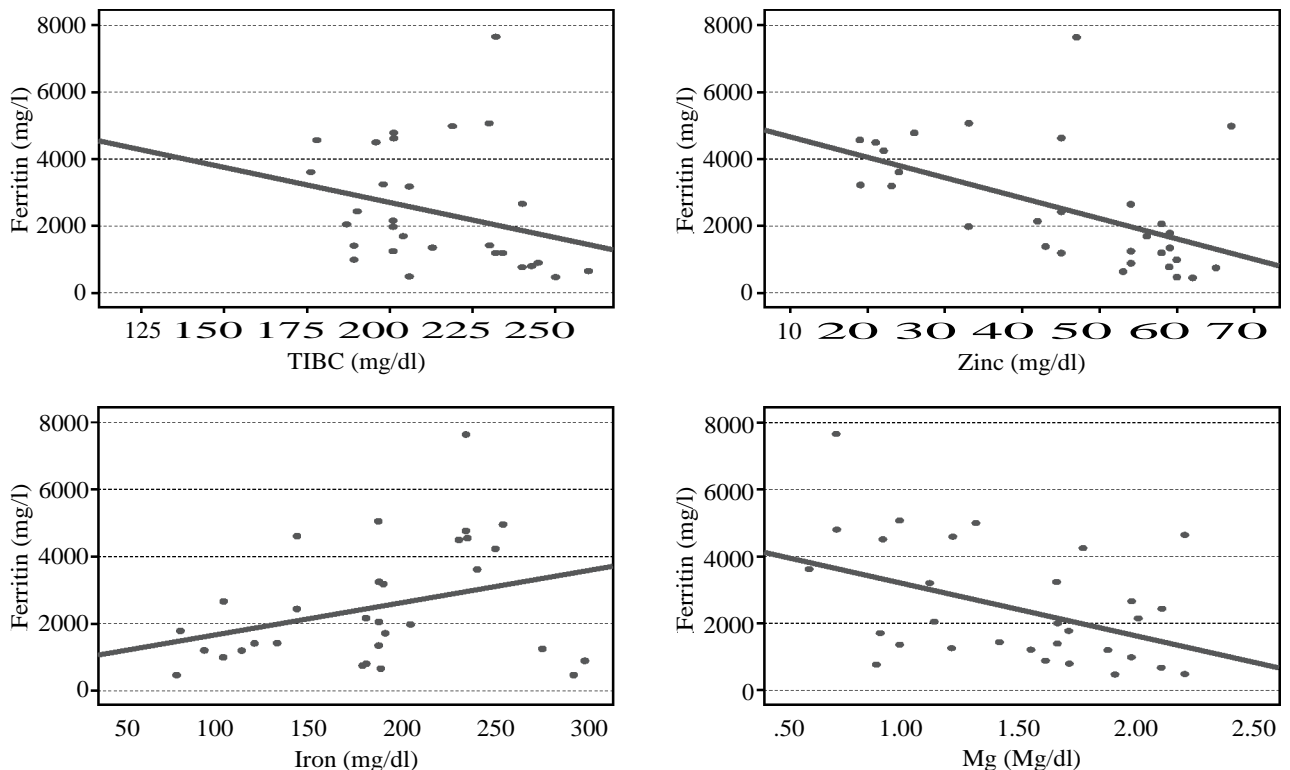 8000
6000
4000
2000
0
Ferritin (mg/l)
125 150 175 200 225 250
TIBC (mg/dl)
8000
6000
4000
2000
0
Ferritin (mg/l)
10 20 30 40 50 60 70
Zinc (mg/dl)
8000
6000
4000
2000
0
Ferritin (mg/l)
50 100 150 200 250 300
Iron (mg/dl)
8000
6000
4000
2000
0
Ferritin (mg/l)
.50 1.00 1.50 2.00 2.50
Mg (Mg/dl)